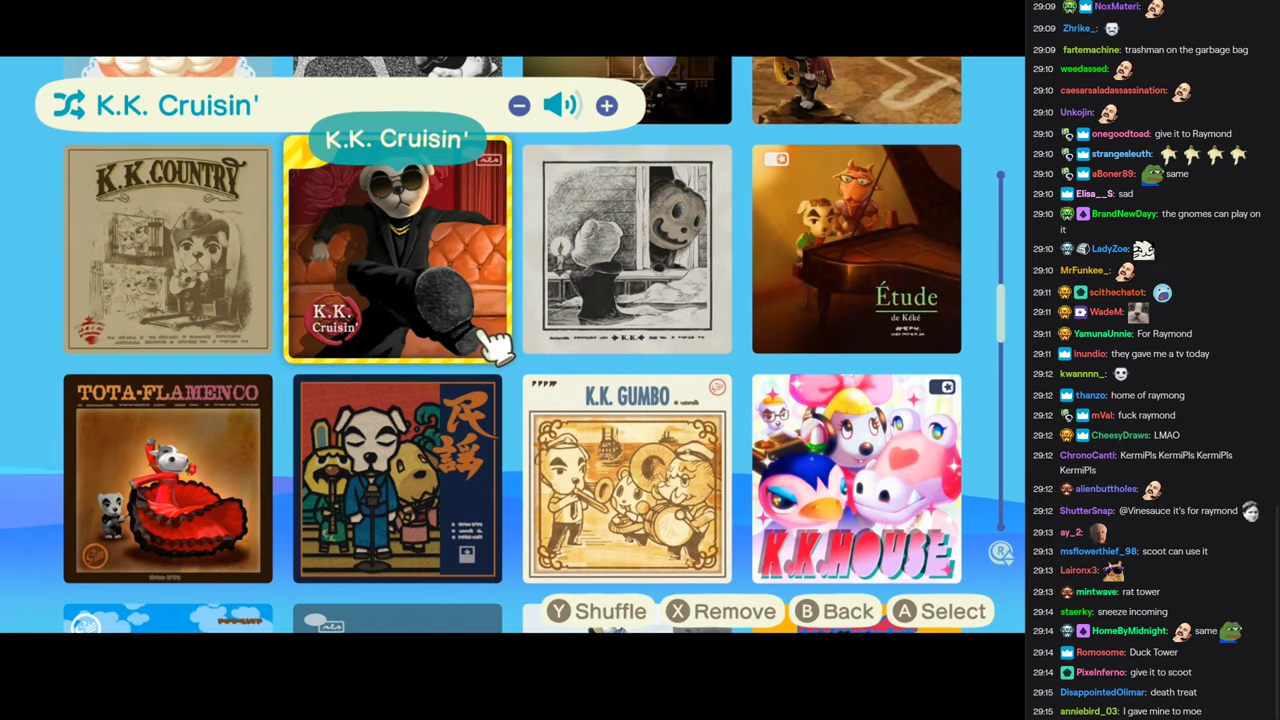 K.K. Cruisin'
K.K. Cruisin'
K.K. COUNTRY
K.K.
Cruisin'
Étude
de Kéké
TOTA-FLAMENCO
民謡
K.K. GUMBO
K.K.HOUSE
Y Shuffle X Remove B Back A Select
R
29:09 NoxMateri:
29:09 Zhrike_:
29:09 fartemachine: trashman on the garbage bag
29:10 weedassed:
29:10 caesarsaladassassination:
29:10 Unkojin:
29:10 onegoodtoad: give it to Raymond
29:10 strangesleuth:
29:10 aBoner89: same
29:10 Elisa__S: sad
29:10 BrandNewDayy: the gnomes can play on
it
29:10 LadyZoe:
29:10 MrFunkee_:
29:11 scithechatot:
29:11 WadeM:
29:11 YamunaUnnie: For Raymond
29:11 inundio: they gave me a tv today
29:12 kwannnn_:
29:12 thanzo: home of raymong
29:12 mVal: fuck raymond
29:12 CheesyDraws: LMAO
29:12 ChronoCanti: KermiPls KermiPls KermiPls
KermiPls
29:12 alienbuttholes:
29:12 ShutterSnap: @Vinesauce it's for raymond
29:13 ay_2:
29:13 msflowerthief_98: scoot can use it
29:13 Laironx3:
29:13 mintwave: rat tower
29:14 staerky: sneeze incoming
29:14 HomeByMidnight: same
29:14 Romosome: Duck Tower
29:14 PixelInferno: give it to scoot
29:15 DisappointedOlimar: death treat
29:15 anniebird_03: I gave mine to moe